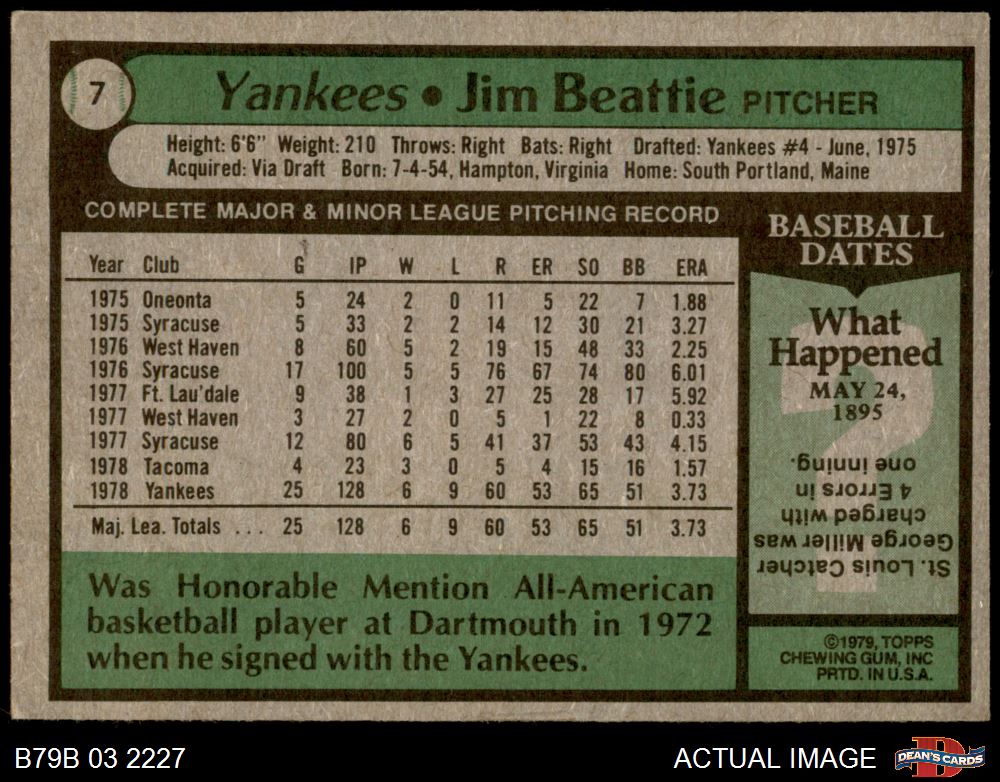 7
Yankees • Jim Beattie PITCHER
Height: 6'6" Weight: 210 Throws: Right Bats: Right Drafted: Yankees #4 - June, 1975
Acquired: Via Draft Born: 7-4-54, Hampton, Virginia Home: South Portland, Maine
COMPLETE MAJOR & MINOR LEAGUE PITCHING RECORD
Year Club G IP W L R ER SO BB ERA
1975 Oneonta 5 24 2 0 11 5 22 7 1.88
1975 Syracuse 5 33 2 2 14 12 30 21 3.27
1976 West Haven 8 60 5 2 19 15 48 33 2.25
1976 Syracuse 17 100 5 5 76 67 74 80 6.01
1977 Ft. Lau'dale 9 38 1 3 27 25 28 17 5.92
1977 West Haven 3 27 2 0 5 1 22 8 0.33
1977 Syracuse 12 80 6 5 41 37 53 43 4.15
1978 Tacoma 4 23 3 0 5 4 15 16 1.57
1978 Yankees 25 128 6 9 60 53 65 51 3.73
Maj. Lea. Totals ... 25 128 6 9 60 53 65 51 3.73
Was Honorable Mention All-American
basketball player at Dartmouth in 1972
when he signed with the Yankees.
BASEBALL
DATES
What
Happened
MAY 24,
1895
St. Louis Catcher
George Miller was
charged with
4 Errors in
one inning.
©1979, TOPPS
CHEWING GUM, INC
PRTD. IN U.S.A.
B79B 03 2227
ACTUAL IMAGE
DEAN'S CARDS